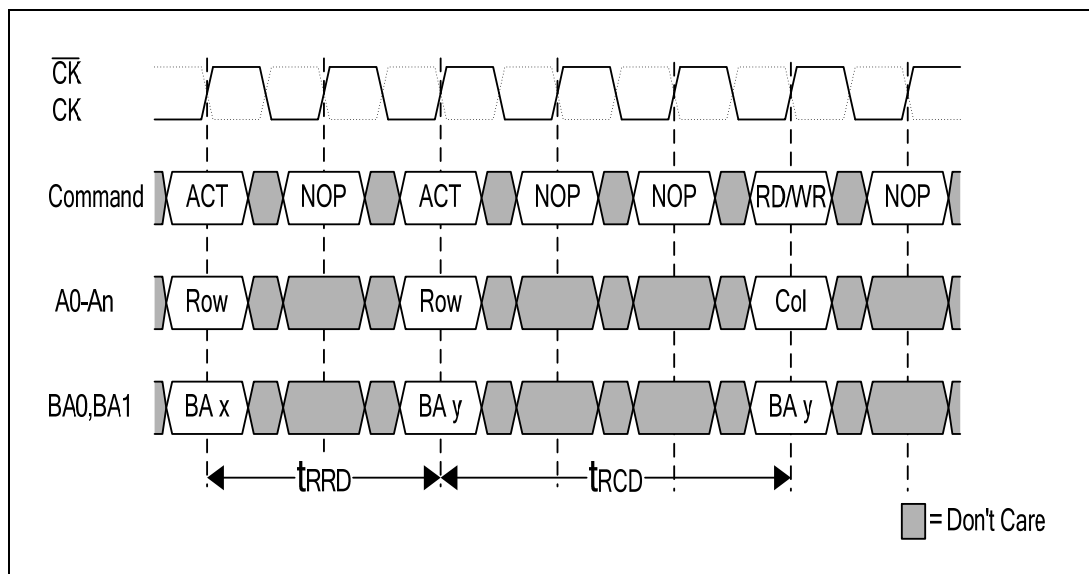 C̅K̅
CK
Command ACT NOP ACT NOP NOP RD/WR NOP
A0-An Row Row Col
BA0,BA1 BA x BA y BA y
tRRD tRCD
= Don't Care